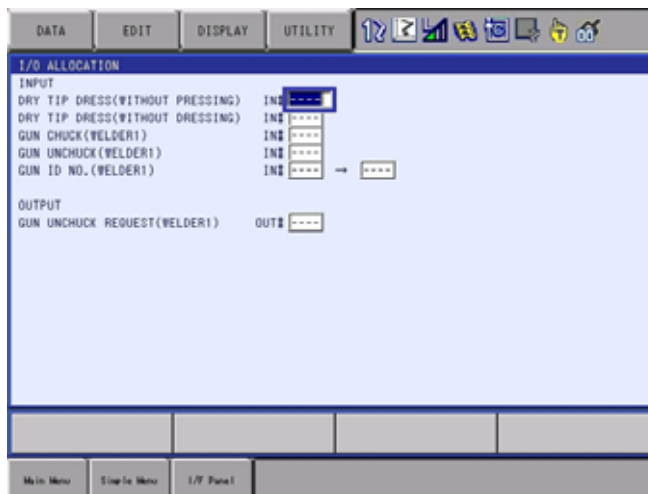 DATA EDIT DISPLAY UTILITY
I/O ALLOCATION
INPUT
DRY TIP DRESS(WITHOUT PRESSING) IN# ----
DRY TIP DRESS(WITHOUT DRESSING) IN# ----
GUN CHUCK(WELDER1) IN# ----
GUN UNCHUCK(WELDER1) IN# ----
GUN ID NO.(WELDER1) IN# ---- → ----
OUTPUT
GUN UNCHUCK REQUEST(WELDER1) OUT# ----
Main Menu Simple Menu I/F Panel